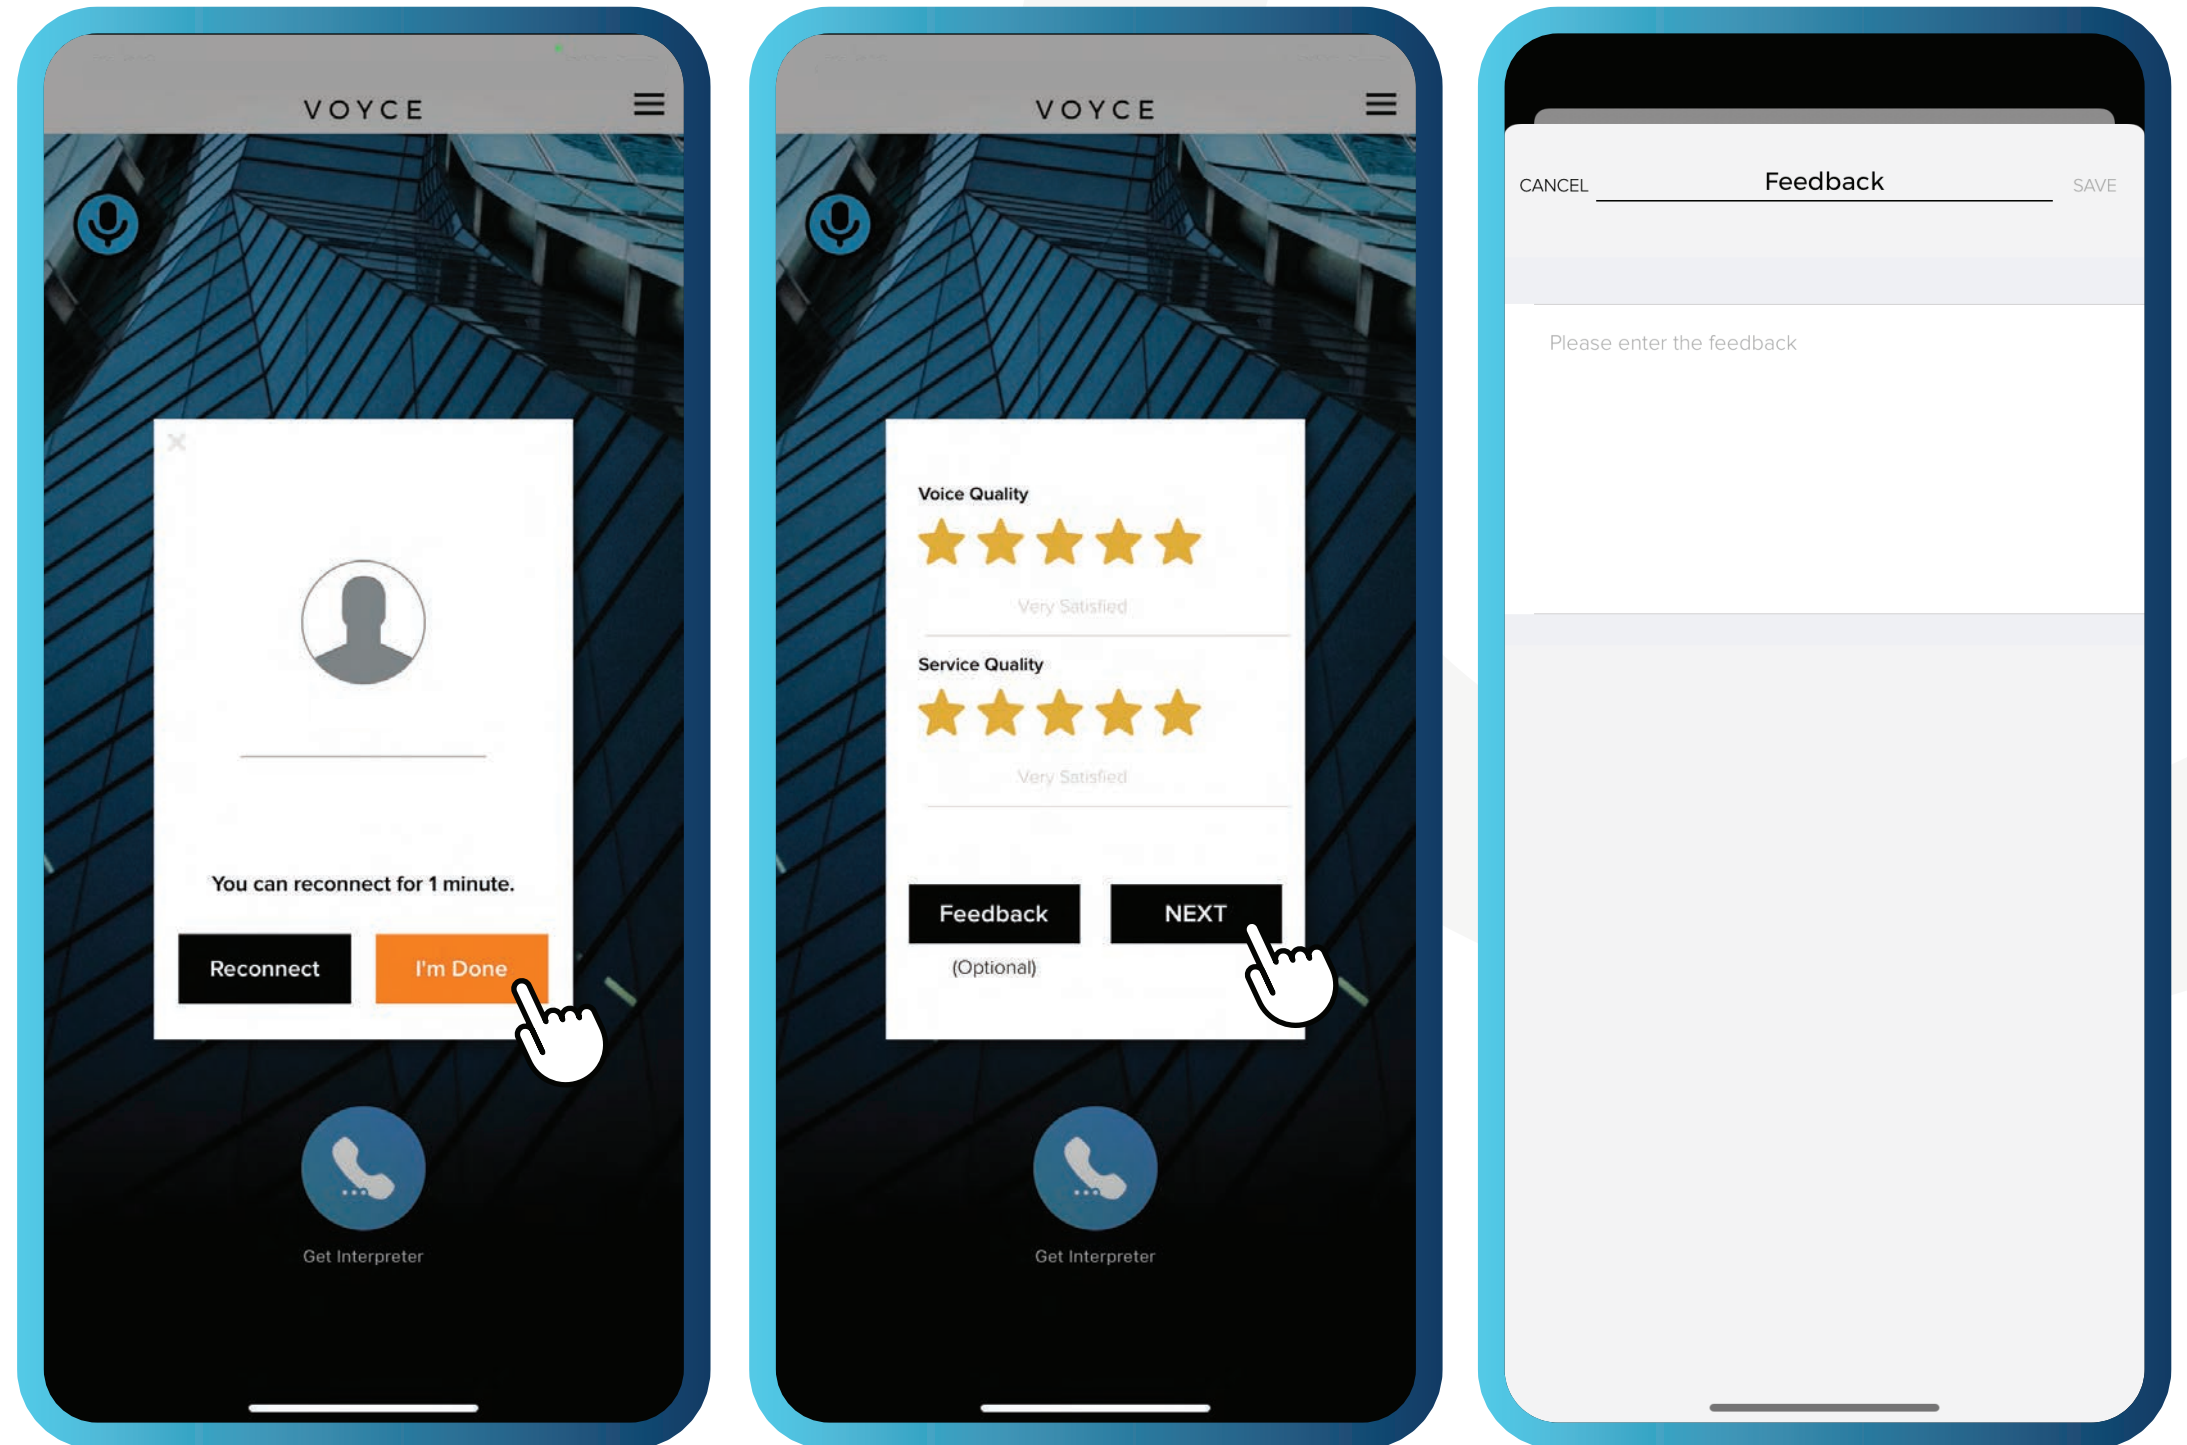 VOYCE
You can reconnect for 1 minute.
Reconnect
I'm Done
Get Interpreter
VOYCE
Voice Quality
Very Satisfied
Service Quality
Very Satisfied
Feedback
NEXT
(Optional)
Get Interpreter
CANCEL
Feedback
SAVE
Please enter the feedback